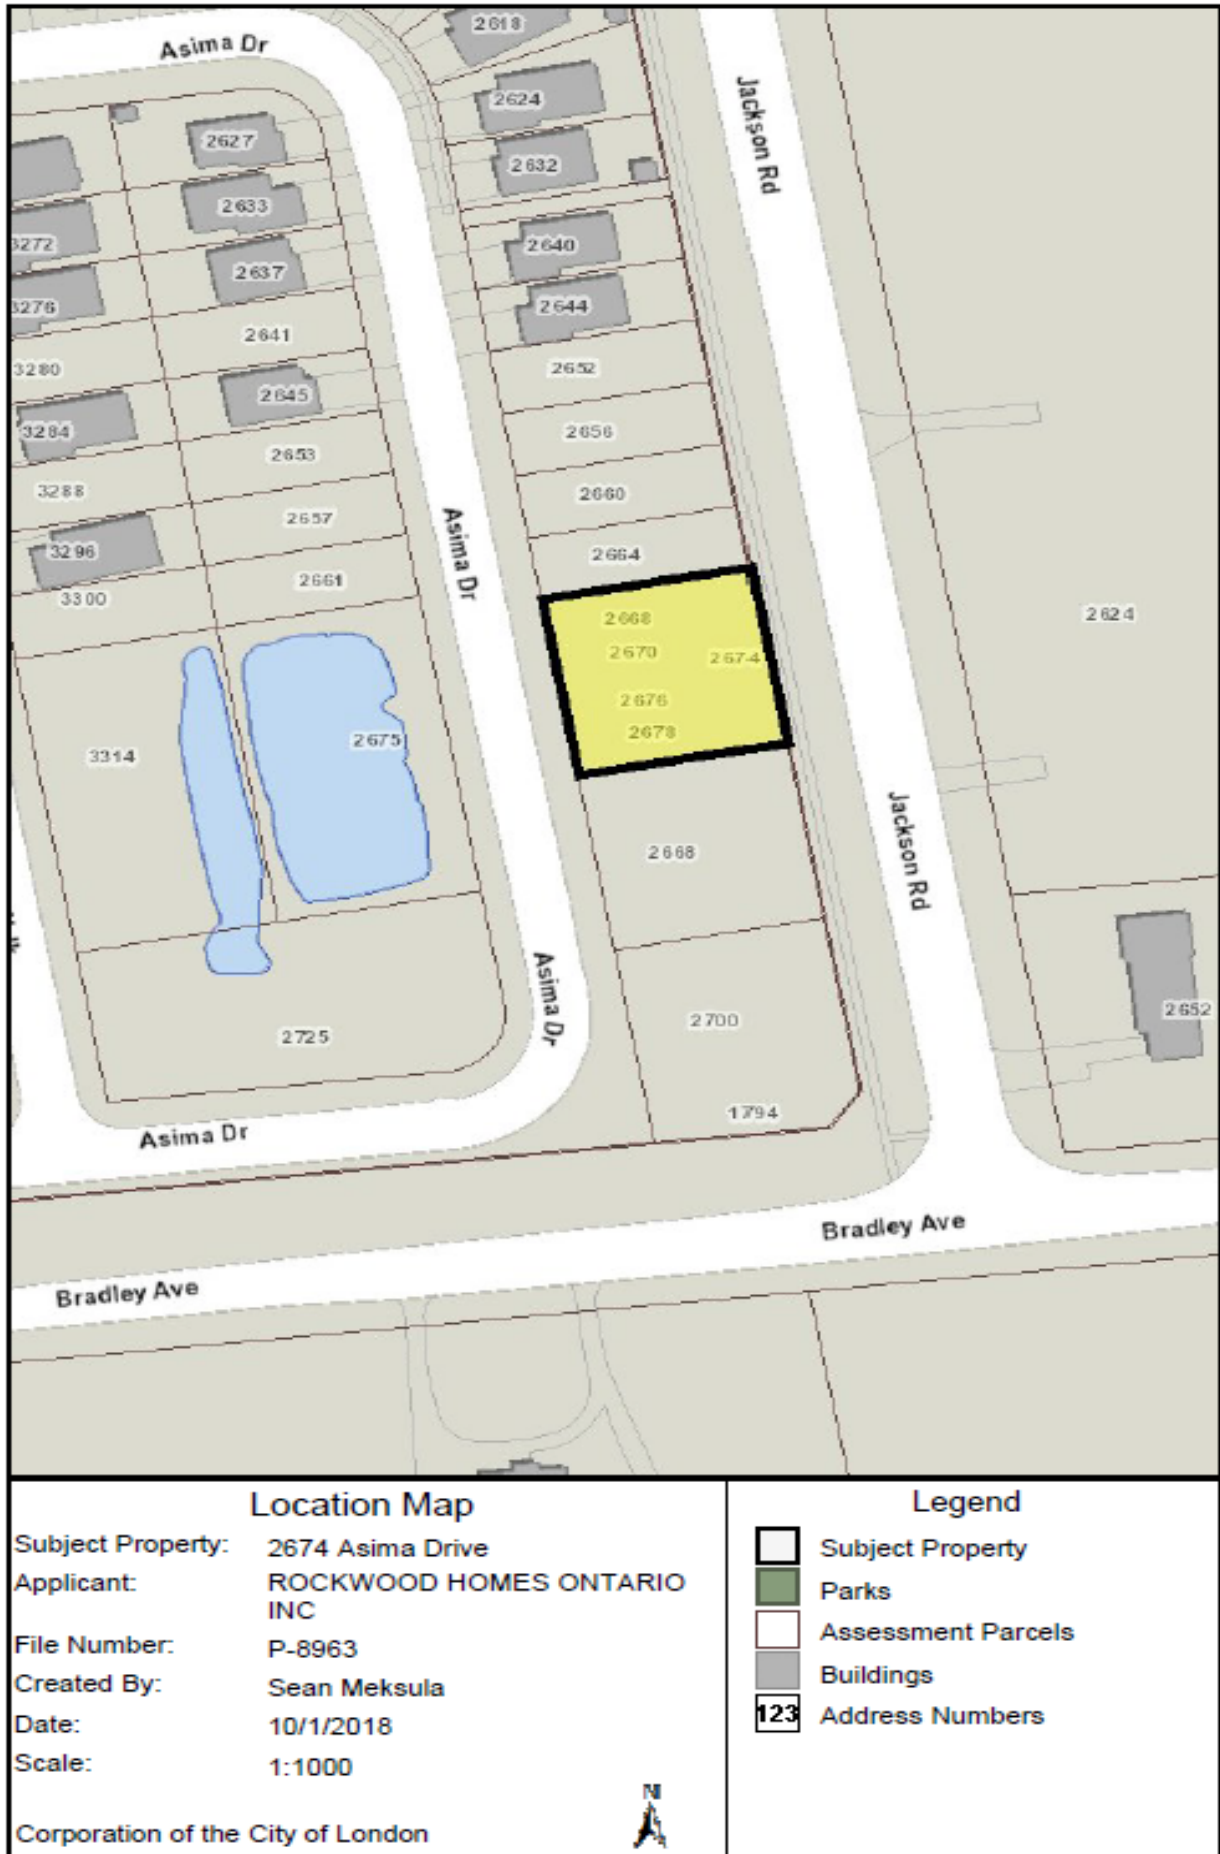 2618
Asima Dr
2624
Jackson Rd
2627
2632
2633
2640
3272
2637
2644
3276
2641
2652
3280
2645
2656
3284
2653
3288
2660
2657
Asima Dr
3296
2664
2661
3300
2668
2624
2670
2674
2676
2678
2675
3314
Jackson Rd
2668
Asima Dr
2652
2700
2725
1794
Asima Dr
Bradley Ave
Bradley Ave
Location Map
Subject Property: 2674 Asima Drive
Applicant: ROCKWOOD HOMES ONTARIO
INC
File Number: P-8963
Created By: Sean Meksula
Date: 10/1/2018
Scale: 1:1000
N
Corporation of the City of London
Legend
Subject Property
Parks
Assessment Parcels
Buildings
123 Address Numbers